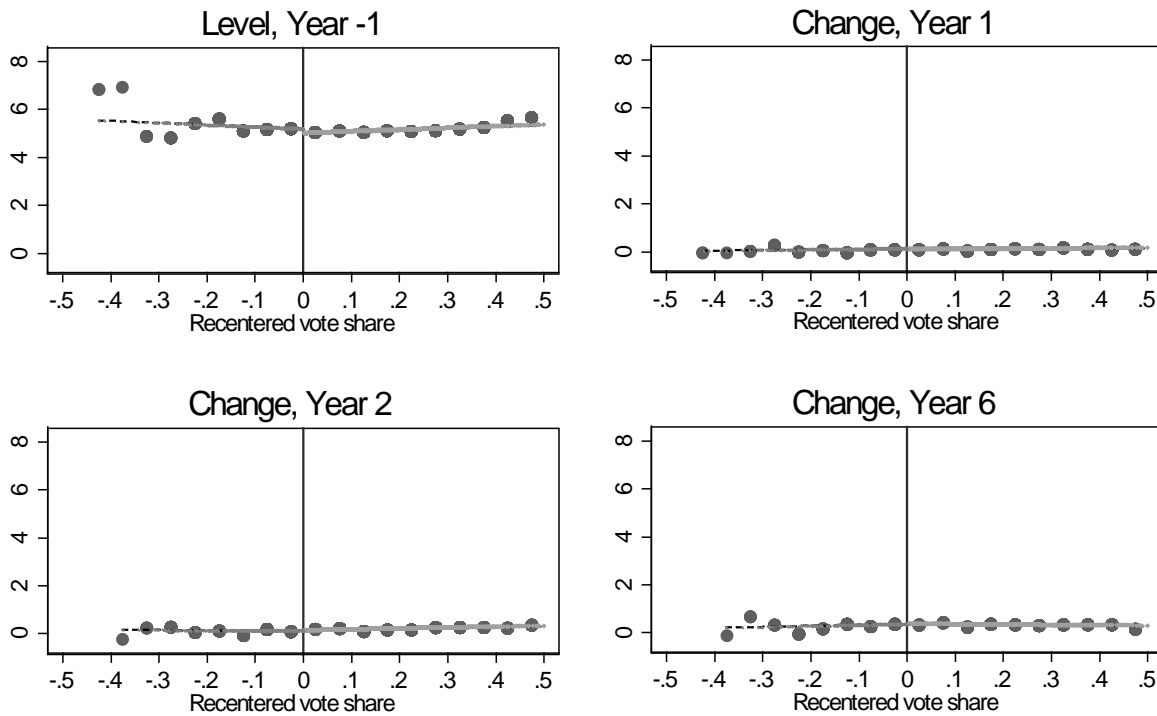 Level, Year -1
8
6
4
2
0
-.5 -.4 -.3 -.2 -.1 0 .1 .2 .3 .4 .5
Recentered vote share
Change, Year 1
8
6
4
2
0
-.5 -.4 -.3 -.2 -.1 0 .1 .2 .3 .4 .5
Recentered vote share
Change, Year 2
8
6
4
2
0
-.5 -.4 -.3 -.2 -.1 0 .1 .2 .3 .4 .5
Recentered vote share
Change, Year 6
8
6
4
2
0
-.5 -.4 -.3 -.2 -.1 0 .1 .2 .3 .4 .5
Recentered vote share